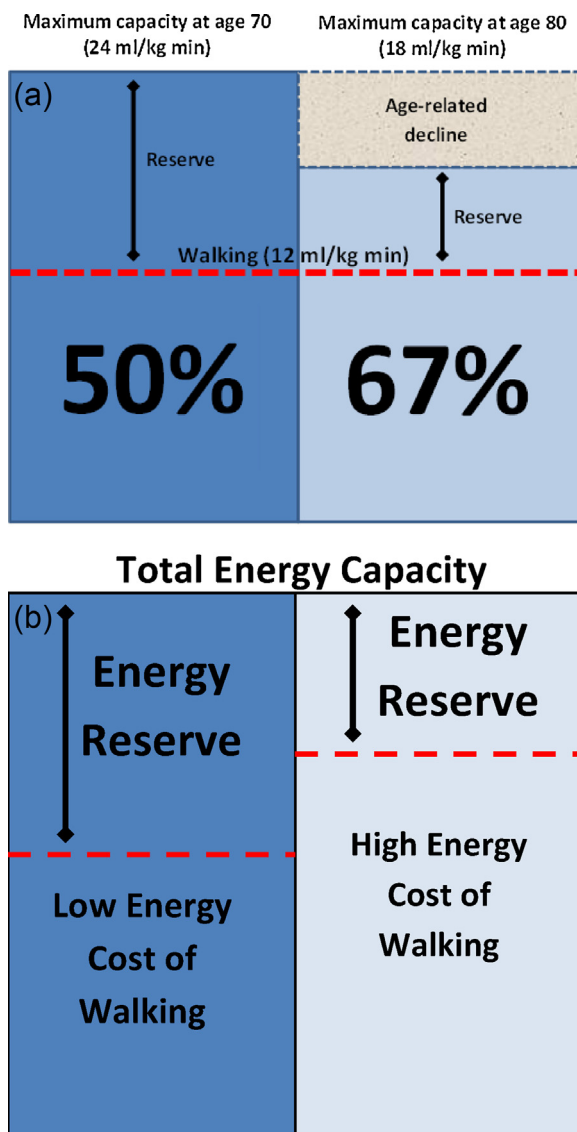 Maximum capacity at age 70
(24 ml/kg min)
Maximum capacity at age 80
(18 ml/kg min)
(a)
Age-related
decline
Reserve
Reserve
Walking (12 ml/kg min)
50%
67%
Total Energy Capacity
(b)
Energy
Reserve
Energy
Reserve
Low Energy
Cost of
Walking
High Energy
Cost of
Walking